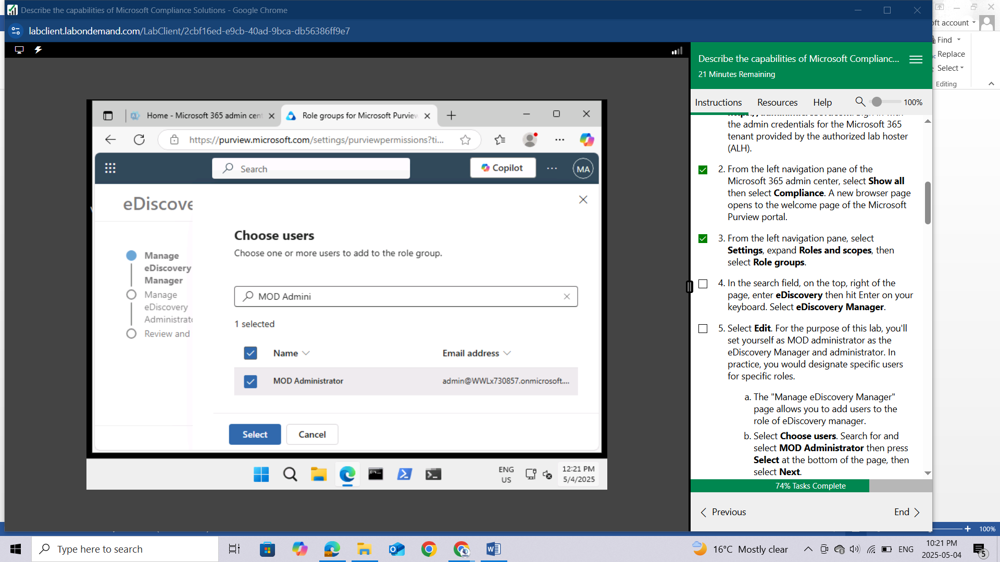 Describe the capabilities of Microsoft Compliance Solutions - Google Chrome
labclient.labondemand.com/LabClient/2cbf16ed-e9cb-40ad-9bca-db56386ff9e7
Home - Microsoft 365 admin cent
Role groups for Microsoft Purview
https://purview.microsoft.com/settings/purviewpermissions?ti...
Search
Copilot
MA
eDiscove
Choose users
Choose one or more users to add to the role group.
Manage
eDiscovery
Manager
Manage
eDiscovery
Administrato
Review and
MOD Admini
1 selected
Name
Email address
MOD Administrator
admin@WWLx730857.onmicrosoft....
Select
Cancel
ENG
US
12:21 PM
5/4/2025
Describe the capabilities of Microsoft Complianc...
21 Minutes Remaining
Instructions
Resources
Help
100%
the admin credentials for the Microsoft 365
tenant provided by the authorized lab hoster
(ALH).
2. From the left navigation pane of the
Microsoft 365 admin center, select Show all
then select Compliance. A new browser page
opens to the welcome page of the Microsoft
Purview portal.
3. From the left navigation pane, select
Settings, expand Roles and scopes, then
select Role groups.
4. In the search field, on the top, right of the
page, enter eDiscovery then hit Enter on your
keyboard. Select eDiscovery Manager.
5. Select Edit. For the purpose of this lab, you'll
set yourself as MOD administrator as the
eDiscovery Manager and administrator. In
practice, you would designate specific users
for specific roles.
a. The "Manage eDiscovery Manager"
page allows you to add users to the
role of eDiscovery manager.
b. Select Choose users. Search for and
select MOD Administrator then press
Select at the bottom of the page, then
select Next.
74% Tasks Complete
Previous
End
oft account
Find
Replace
Select
Editing
100%
Type here to search
16°C Mostly clear
ENG
10:21 PM
2025-05-04
5